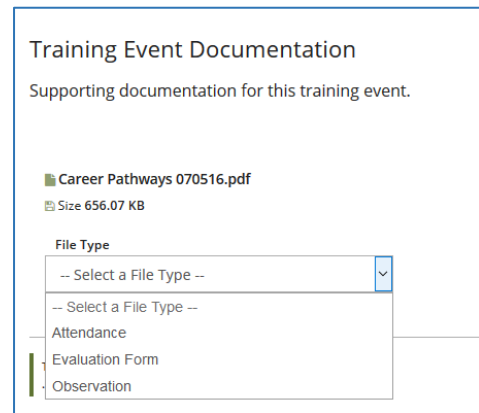 Training Event Documentation
Supporting documentation for this training event.
Career Pathways 070516.pdf
Size 656.07 KB
File Type
-- Select a File Type --
-- Select a File Type --
Attendance
Evaluation Form
Observation